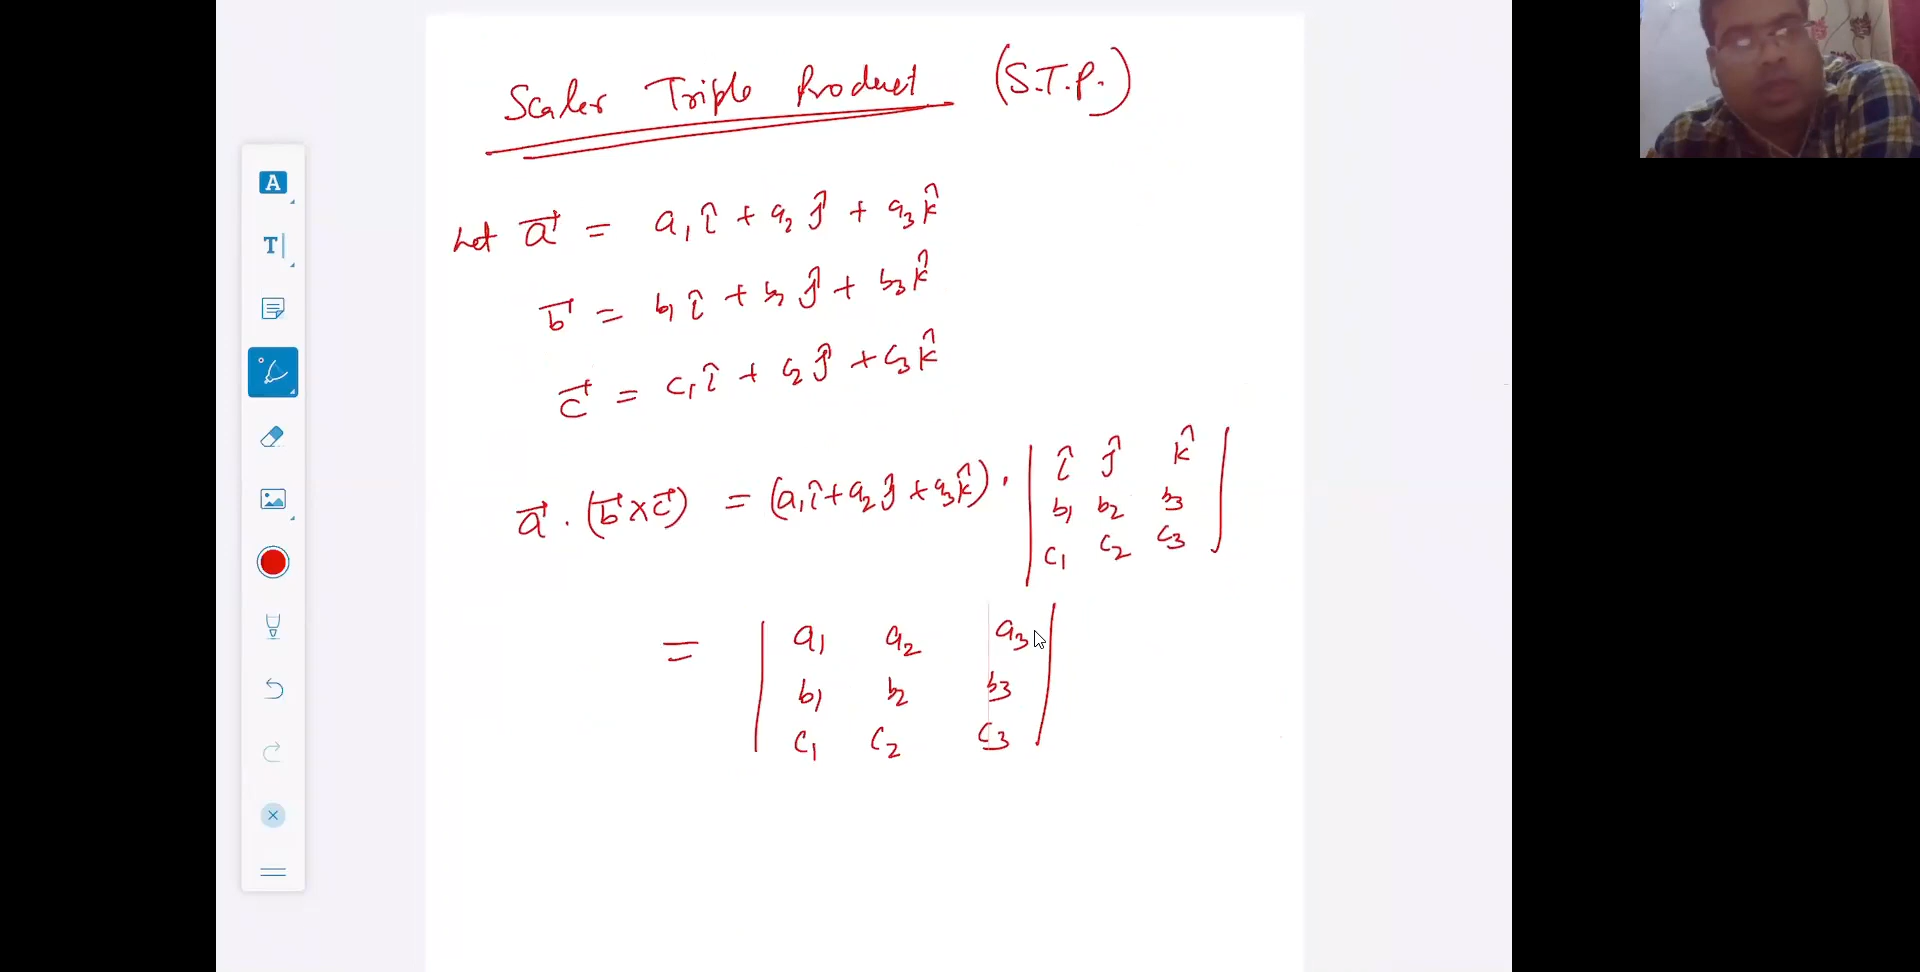 Scaler Triple Product (S.T.P.)
Let a⃗ = a₁î + a₂ĵ + a₃k̂
b⃗ = b₁î + b₂ĵ + b₃k̂
c⃗ = c₁î + c₂ĵ + c₃k̂
a⃗ . (b⃗ × c⃗) = (a₁î + a₂ĵ + a₃k̂) . | î ĵ k̂ |
| b₁ b₂ b₃ |
| c₁ c₂ c₃ |
= | a₁ a₂ a₃ |
| b₁ b₂ b₃ |
| c₁ c₂ c₃ |
A
T|